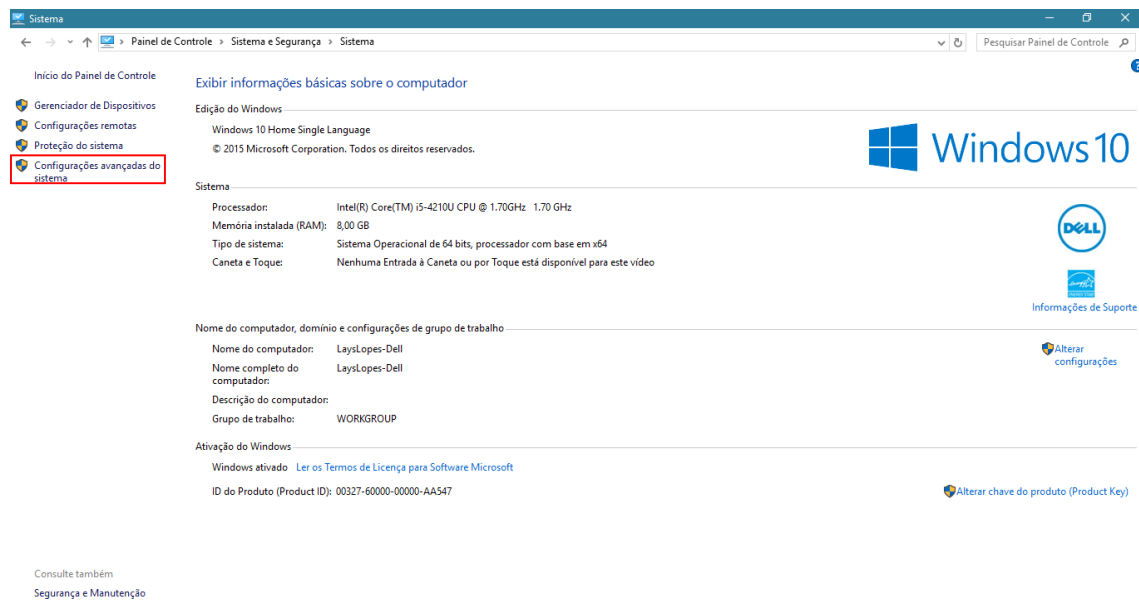 Sistema
Painel de Controle > Sistema e Segurança > Sistema
Pesquisar Painel de Controle
Início do Painel de Controle
Gerenciador de Dispositivos
Configurações remotas
Proteção do sistema
Configurações avançadas do
sistema
Exibir informações básicas sobre o computador
Edição do Windows
Windows 10 Home Single Language
© 2015 Microsoft Corporation. Todos os direitos reservados.
Windows 10
Sistema
Processador: Intel(R) Core(TM) i5-4210U CPU @ 1.70GHz 1.70 GHz
Memória instalada (RAM): 8,00 GB
Tipo de sistema: Sistema Operacional de 64 bits, processador com base em x64
Caneta e Toque: Nenhuma Entrada à Caneta ou por Toque está disponível para este vídeo
DELL
Informações de Suporte
Nome do computador, domínio e configurações de grupo de trabalho
Nome do computador: LaysLopes-Dell
Nome completo do
computador: LaysLopes-Dell
Descrição do computador:
Grupo de trabalho: WORKGROUP
Alterar
configurações
Ativação do Windows
Windows ativado Ler os Termos de Licença para Software Microsoft
ID do Produto (Product ID): 00327-60000-00000-AA547
Alterar chave do produto (Product Key)
Consulte também
Segurança e Manutenção